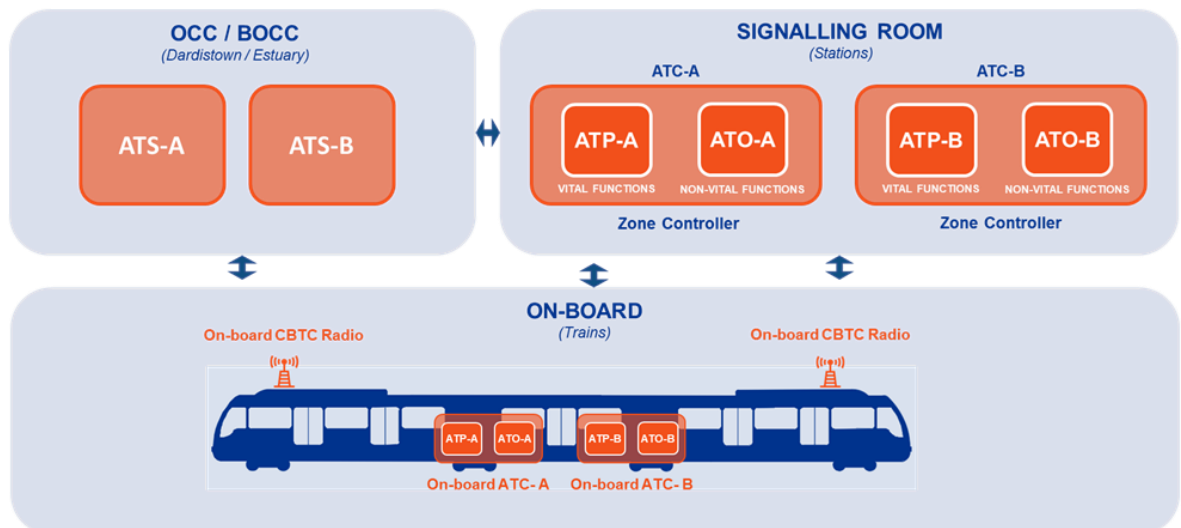 OCC / BOCC
(Dardistown / Estuary)
ATS-A
ATS-B
SIGNALLING ROOM
(Stations)
ATC-A
ATC-B
ATP-A
ATO-A
VITAL FUNCTIONS
NON-VITAL FUNCTIONS
ATP-B
ATO-B
VITAL FUNCTIONS
NON-VITAL FUNCTIONS
Zone Controller
Zone Controller
ON-BOARD
(Trains)
On-board CBTC Radio
On-board CBTC Radio
ATP-A
ATO-A
ATP-B
ATO-B
On-board ATC- A
On-board ATC- B